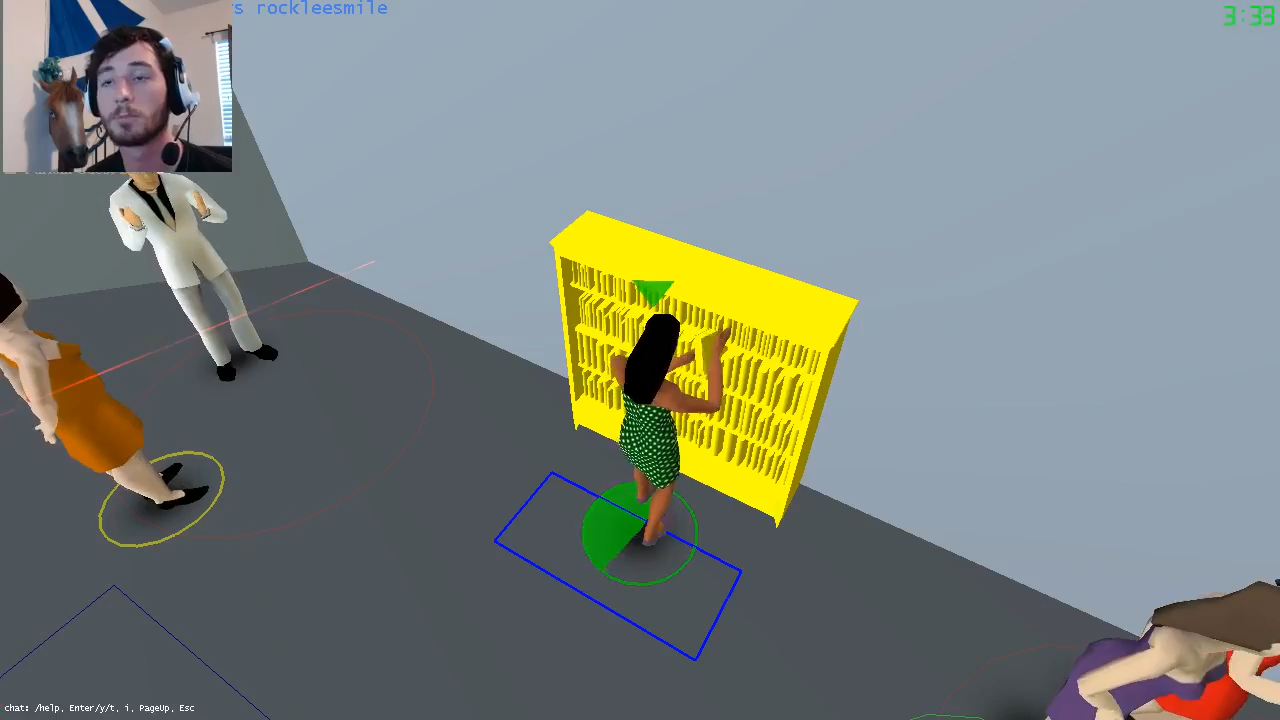 s rockleesmile
3:33
chat: /help, Enter/y/t, i, PageUp, Esc